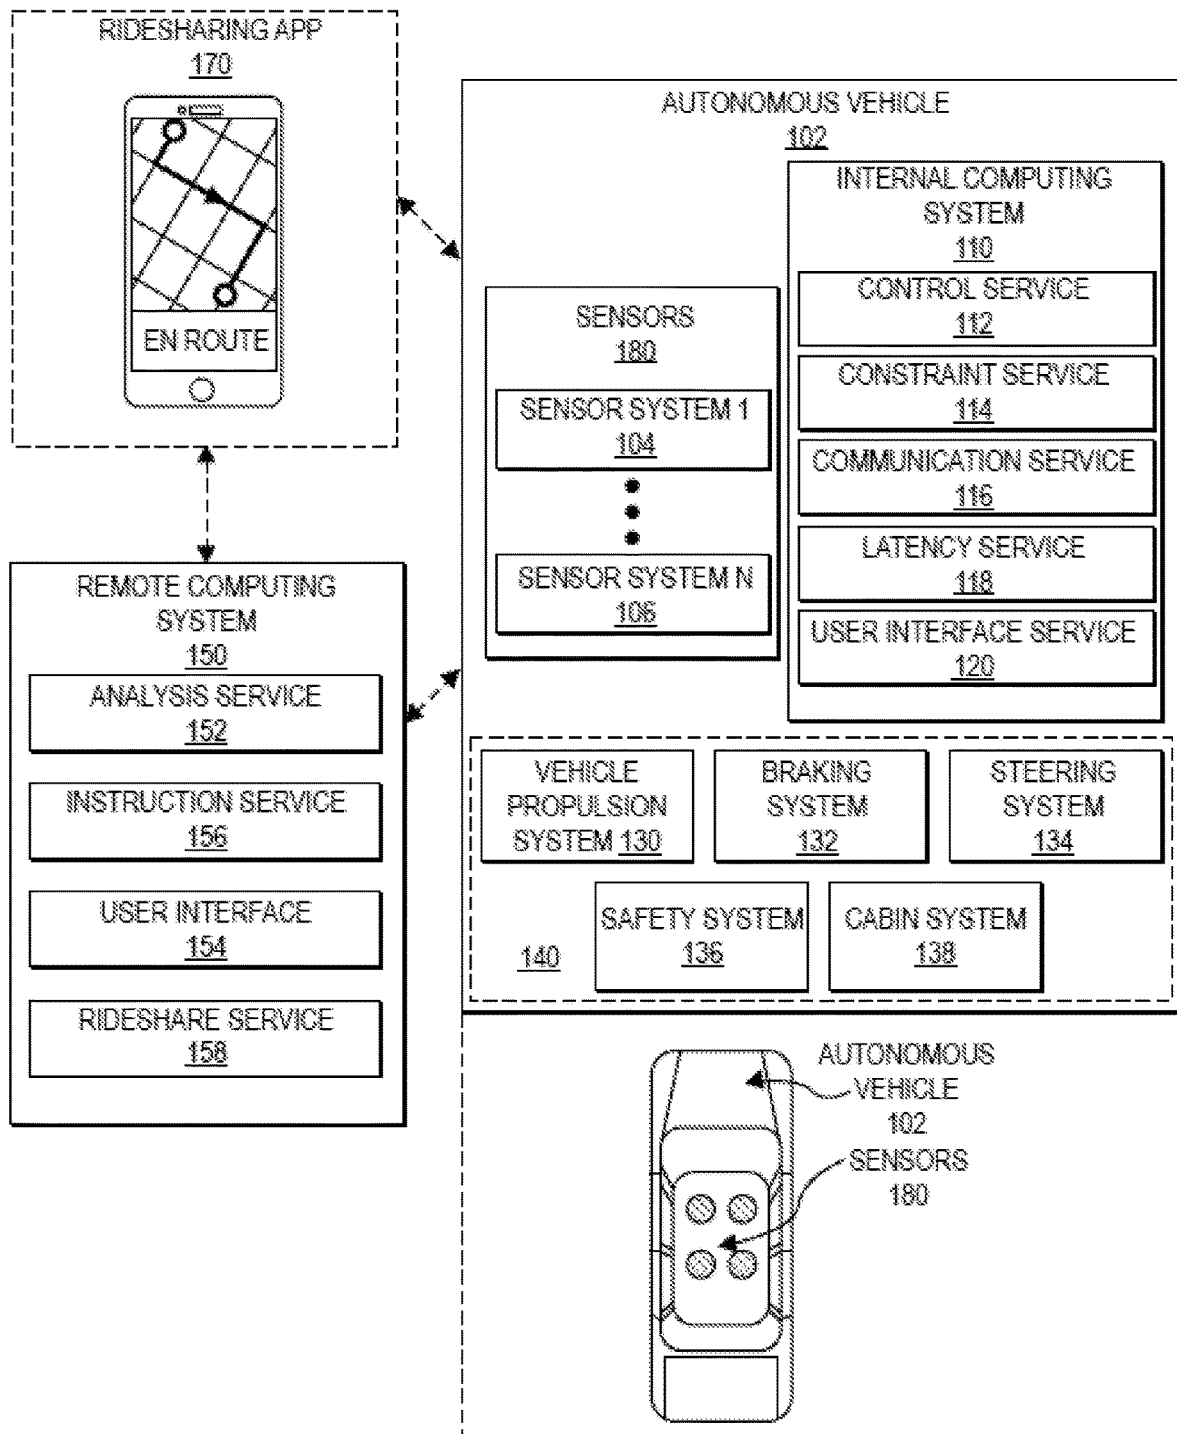 RIDESHARING APP
170
EN ROUTE
AUTONOMOUS VEHICLE
102
INTERNAL COMPUTING
SYSTEM
110
CONTROL SERVICE
112
CONSTRAINT SERVICE
114
COMMUNICATION SERVICE
116
LATENCY SERVICE
118
USER INTERFACE SERVICE
120
SENSORS
180
SENSOR SYSTEM 1
104
SENSOR SYSTEM N
106
REMOTE COMPUTING
SYSTEM
150
ANALYSIS SERVICE
152
INSTRUCTION SERVICE
156
USER INTERFACE
154
RIDESHARE SERVICE
158
VEHICLE
PROPULSION
SYSTEM 130
BRAKING
SYSTEM
132
STEERING
SYSTEM
134
SAFETY SYSTEM
136
CABIN SYSTEM
138
140
AUTONOMOUS
VEHICLE
102
SENSORS
180